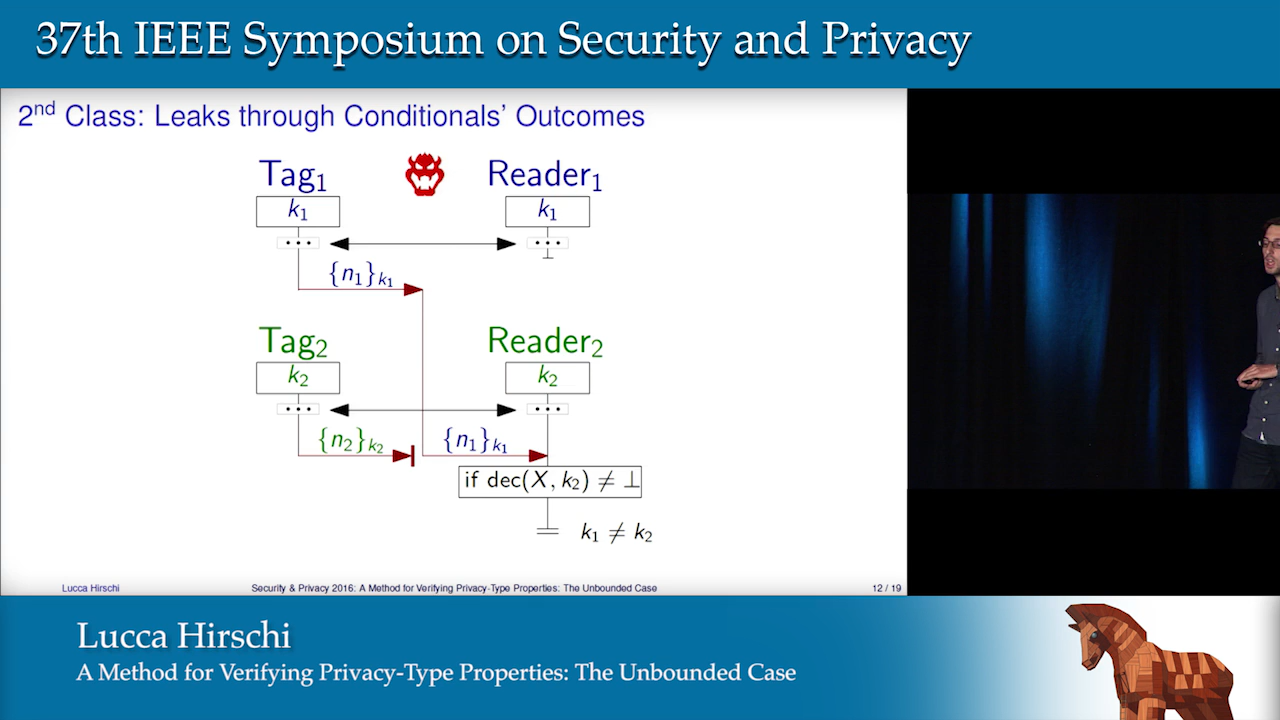 37th IEEE Symposium on Security and Privacy
2nd Class: Leaks through Conditionals' Outcomes
Tag1
Reader1
k1
k1
...
...
{n1}k1
Tag2
Reader2
k2
k2
...
...
{n2}k2
{n1}k1
if dec(X, k2) ≠ ⊥
k1 ≠ k2
Lucca Hirschi
Security & Privacy 2016: A Method for Verifying Privacy-Type Properties: The Unbounded Case
12 / 19
Lucca Hirschi
A Method for Verifying Privacy-Type Properties: The Unbounded Case